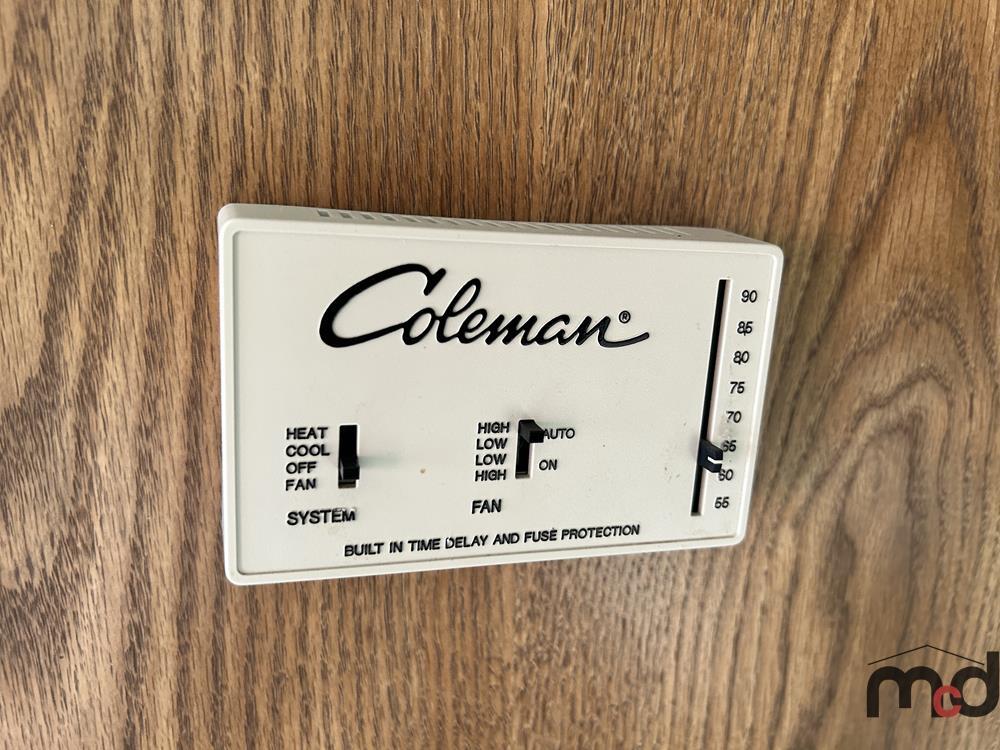 Coleman®
90
85
80
75
70
65
60
55
HEAT
COOL
OFF
FAN
SYSTEM
HIGH
LOW
LOW
HIGH
AUTO
ON
FAN
BUILT IN TIME DELAY AND FUSE PROTECTION
mcd